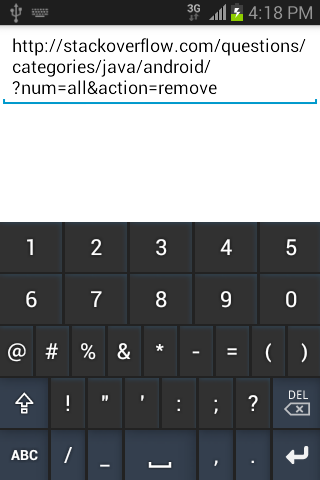 3G 4:18 PM
http://stackoverflow.com/questions/
categories/java/android/
?num=all&action=remove
1 2 3 4 5
6 7 8 9 0
@ # % & * - = ( )
! " ' : ; ? DEL
ABC / _ , .